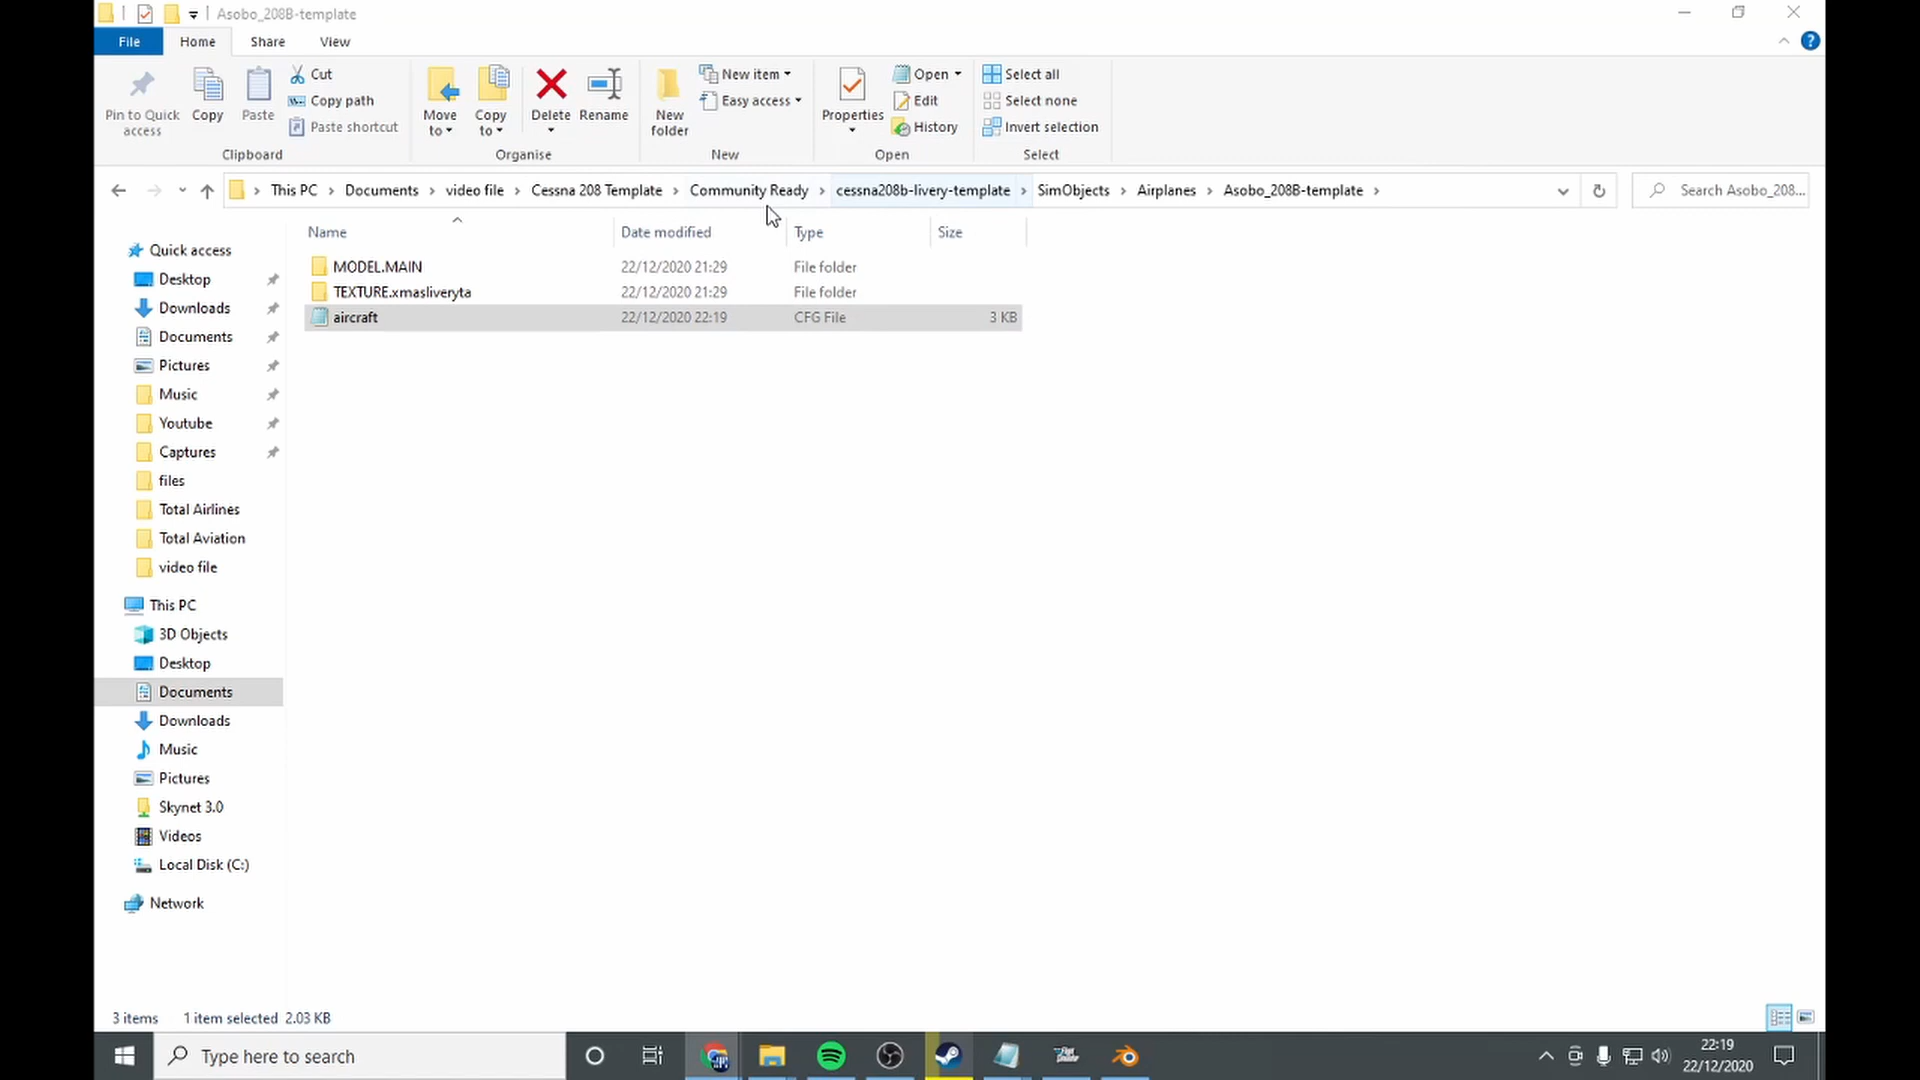 Asobo_208B-template
File Home Share View
Pin to Quick access
Copy
Paste
Cut
Copy path
Paste shortcut
Clipboard
Move to
Copy to
Delete
Rename
Organise
New folder
New item
Easy access
New
Properties
Open
Edit
History
Open
Select all
Select none
Invert selection
Select
This PC > Documents > video file > Cessna 208 Template > Community Ready > cessna208b-livery-template > SimObjects > Airplanes > Asobo_208B-template >
Search Asobo_208...
Name Date modified Type Size
MODEL.MAIN 22/12/2020 21:29 File folder
TEXTURE.xmasliveryta 22/12/2020 21:29 File folder
aircraft 22/12/2020 22:19 CFG File 3 KB
Quick access
Desktop
Downloads
Documents
Pictures
Music
Youtube
Captures
files
Total Airlines
Total Aviation
video file
This PC
3D Objects
Desktop
Documents
Downloads
Music
Pictures
Skynet 3.0
Videos
Local Disk (C:)
Network
3 items 1 item selected 2.03 KB
Type here to search
22:19
22/12/2020